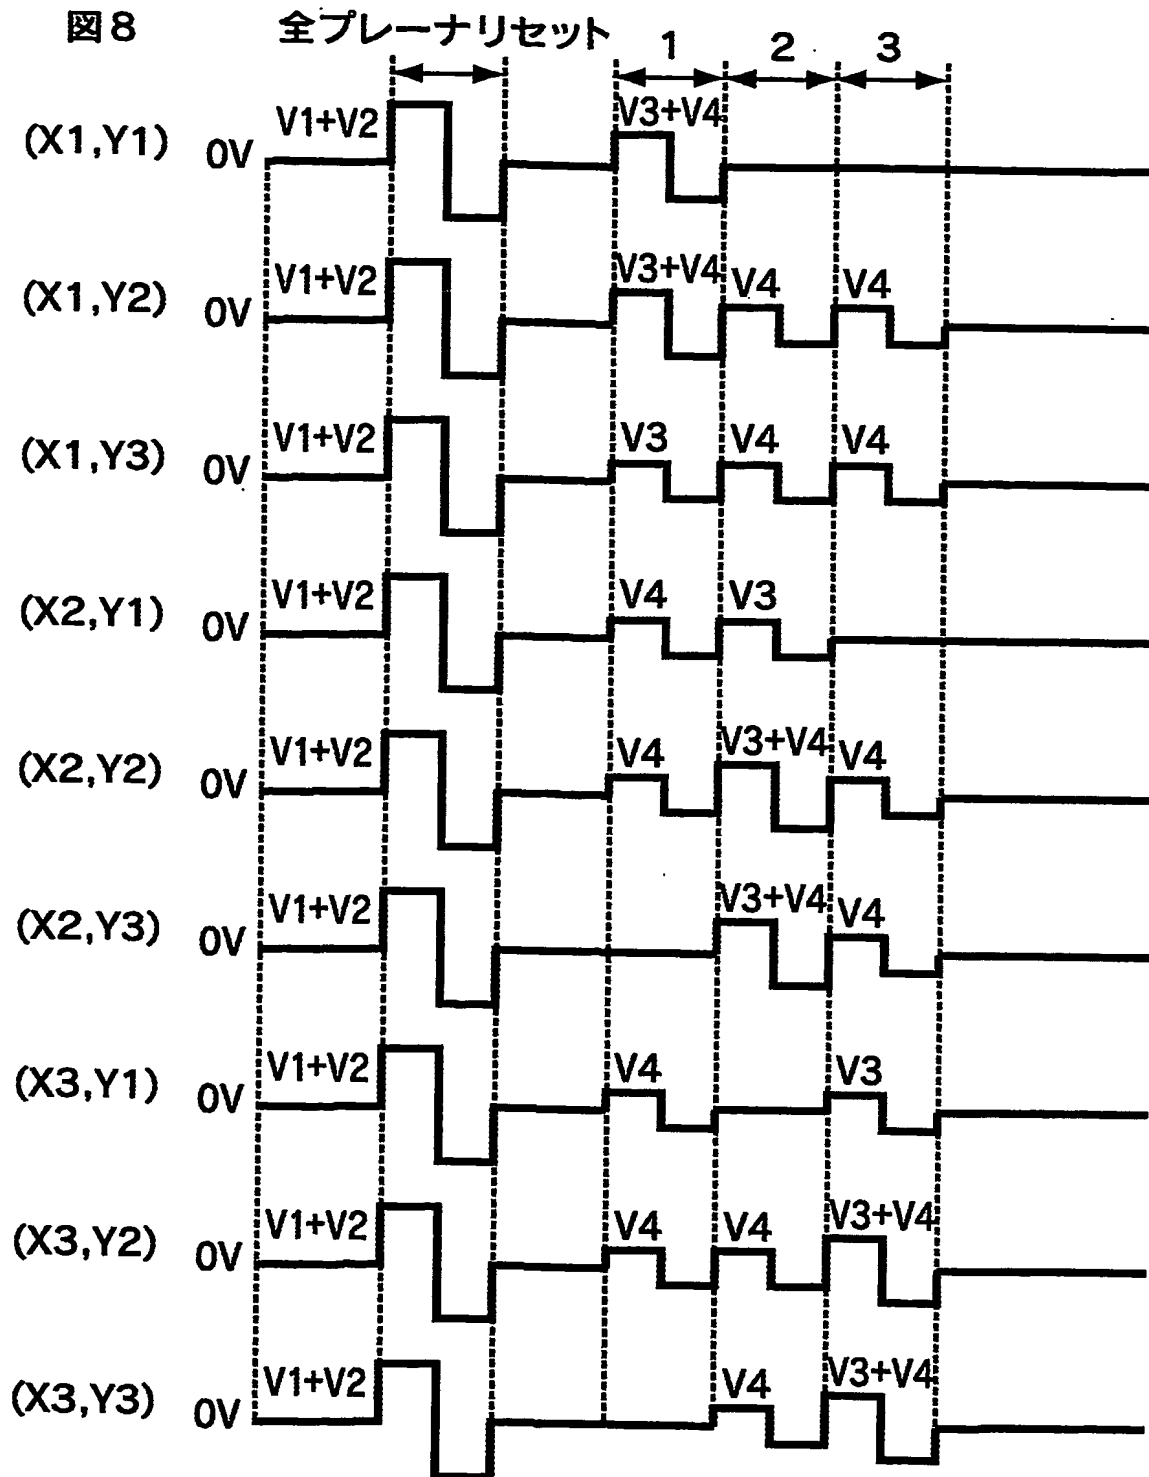 図8 全プレーナリセット
1 2 3
(X1,Y1) 0V V1+V2 V3+V4
(X1,Y2) 0V V1+V2 V3+V4 V4 V4
(X1,Y3) 0V V1+V2 V3 V4 V4
(X2,Y1) 0V V1+V2 V4 V3
(X2,Y2) 0V V1+V2 V4 V3+V4 V4
(X2,Y3) 0V V1+V2 V3+V4 V4
(X3,Y1) 0V V1+V2 V4 V3
(X3,Y2) 0V V1+V2 V4 V4 V3+V4
(X3,Y3) 0V V1+V2 V4 V3+V4